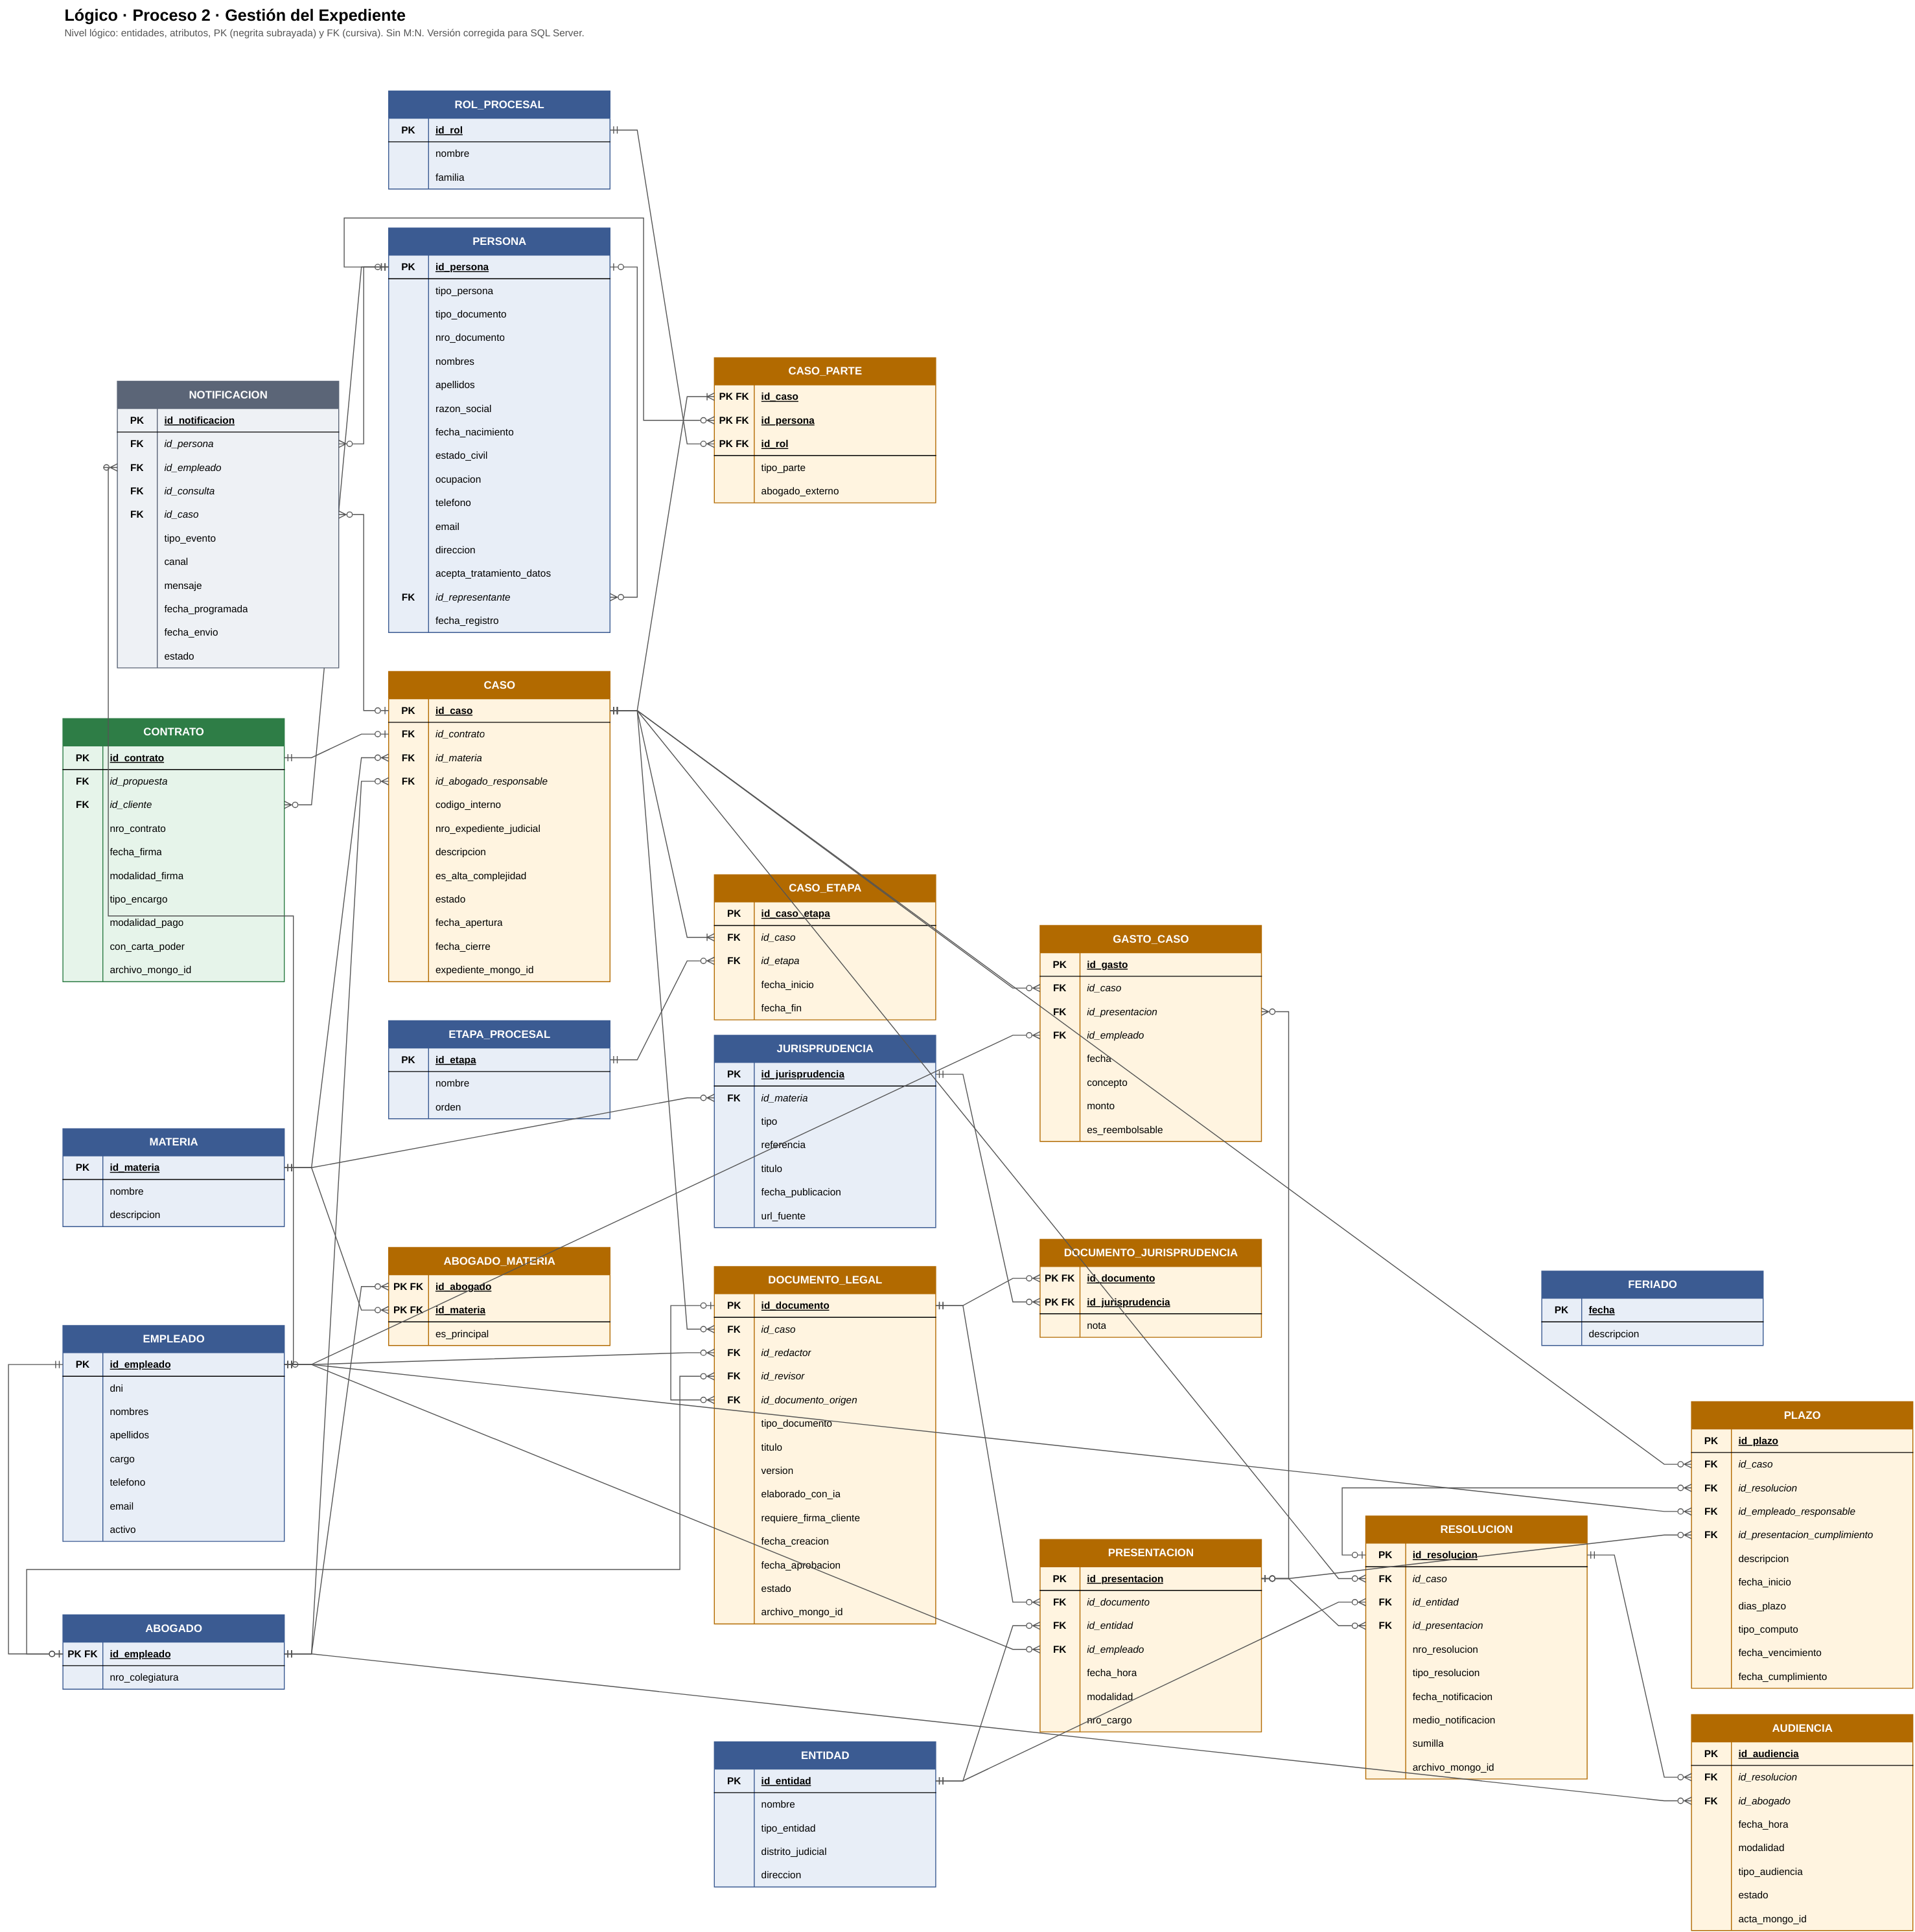 Lógico · Proceso 2 · Gestión del Expediente
Nivel lógico: entidades, atributos, PK (negrita subrayada) y FK (cursiva). Sin M:N. Versión corregida para SQL Server.
ROL_PROCESAL
PK id_rol
nombre
familia
PERSONA
PK id_persona
tipo_persona
tipo_documento
nro_documento
nombres
apellidos
razon_social
fecha_nacimiento
estado_civil
ocupacion
telefono
email
direccion
acepta_tratamiento_datos
FK id_representante
fecha_registro
CASO_PARTE
PK FK id_caso
PK FK id_persona
PK FK id_rol
tipo_parte
abogado_externo
NOTIFICACION
PK id_notificacion
FK id_persona
FK id_empleado
FK id_consulta
FK id_caso
tipo_evento
canal
mensaje
fecha_programada
fecha_envio
estado
CASO
PK id_caso
FK id_contrato
FK id_materia
FK id_abogado_responsable
codigo_interno
nro_expediente_judicial
descripcion
es_alta_complejidad
estado
fecha_apertura
fecha_cierre
expediente_mongo_id
CONTRATO
PK id_contrato
FK id_propuesta
FK id_cliente
nro_contrato
fecha_firma
modalidad_firma
tipo_encargo
modalidad_pago
con_carta_poder
archivo_mongo_id
CASO_ETAPA
PK id_caso_etapa
FK id_caso
FK id_etapa
fecha_inicio
fecha_fin
GASTO_CASO
PK id_gasto
FK id_caso
FK id_presentacion
FK id_empleado
fecha
concepto
monto
es_reembolsable
ETAPA_PROCESAL
PK id_etapa
nombre
orden
JURISPRUDENCIA
PK id_jurisprudencia
FK id_materia
tipo
referencia
titulo
fecha_publicacion
url_fuente
MATERIA
PK id_materia
nombre
descripcion
ABOGADO_MATERIA
PK FK id_abogado
PK FK id_materia
es_principal
DOCUMENTO_LEGAL
PK id_documento
FK id_caso
FK id_redactor
FK id_revisor
FK id_documento_origen
tipo_documento
titulo
version
elaborado_con_ia
requiere_firma_cliente
fecha_creacion
fecha_aprobacion
estado
archivo_mongo_id
DOCUMENTO_JURISPRUDENCIA
PK FK id_documento
PK FK id_jurisprudencia
nota
FERIADO
PK fecha
descripcion
EMPLEADO
PK id_empleado
dni
nombres
apellidos
cargo
telefono
email
activo
PLAZO
PK id_plazo
FK id_caso
FK id_resolucion
FK id_empleado_responsable
FK id_presentacion_cumplimiento
descripcion
fecha_inicio
dias_plazo
tipo_computo
fecha_vencimiento
fecha_cumplimiento
RESOLUCION
PK id_resolucion
FK id_caso
FK id_entidad
FK id_presentacion
nro_resolucion
tipo_resolucion
fecha_notificacion
medio_notificacion
sumilla
archivo_mongo_id
PRESENTACION
PK id_presentacion
FK id_documento
FK id_entidad
FK id_empleado
fecha_hora
modalidad
nro_cargo
ABOGADO
PK FK id_empleado
nro_colegiatura
AUDIENCIA
PK id_audiencia
FK id_resolucion
FK id_abogado
fecha_hora
modalidad
tipo_audiencia
estado
acta_mongo_id
ENTIDAD
PK id_entidad
nombre
tipo_entidad
distrito_judicial
direccion